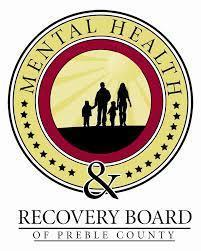 MENTAL HEALTH
&
RECOVERY BOARD
OF PREBLE COUNTY